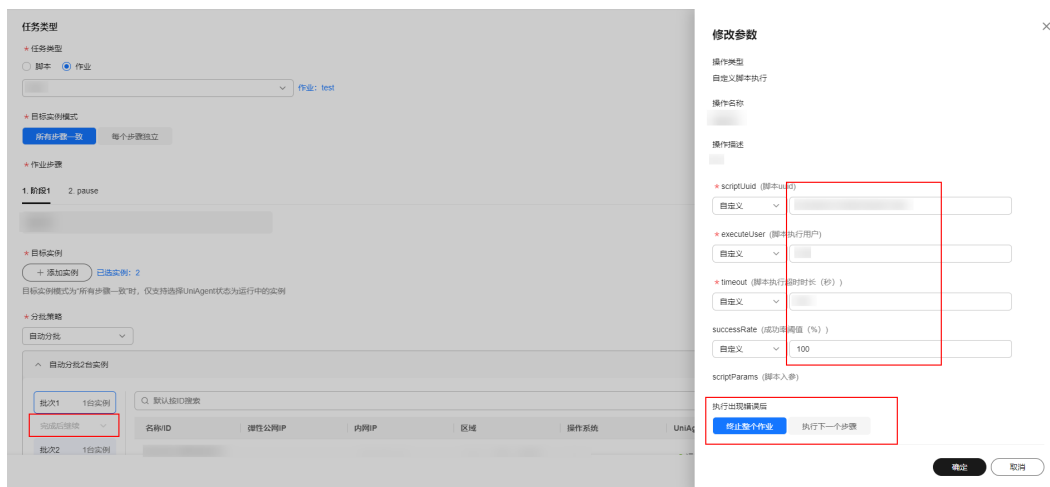 任务类型
* 任务类型
脚本 作业
作业：test
* 目标实例模式
所有步骤一致 每个步骤独立
* 作业步骤
1. 阶段1 2. pause
* 目标实例
+ 添加实例 已选实例：2
目标实例模式为“所有步骤一致”时，仅支持选择UniAgent状态为运行中的实例
* 分批策略
自动分批
自动分批2台实例
批次1 1台实例
默认按ID搜索
完成后继续
名称/ID 弹性公网IP 内网IP 区域 操作系统 UniAg
批次2 1台实例
修改参数
操作类型
自定义脚本执行
操作名称
操作描述
* scriptUuid (脚本uuid)
自定义
* executeUser (脚本执行用户)
自定义
* timeout (脚本执行超时时长（秒）)
自定义
successRate (成功率阈值（%）)
自定义 100
scriptParams (脚本入参)
执行出现错误后
终止整个作业 执行下一个步骤
确定 取消